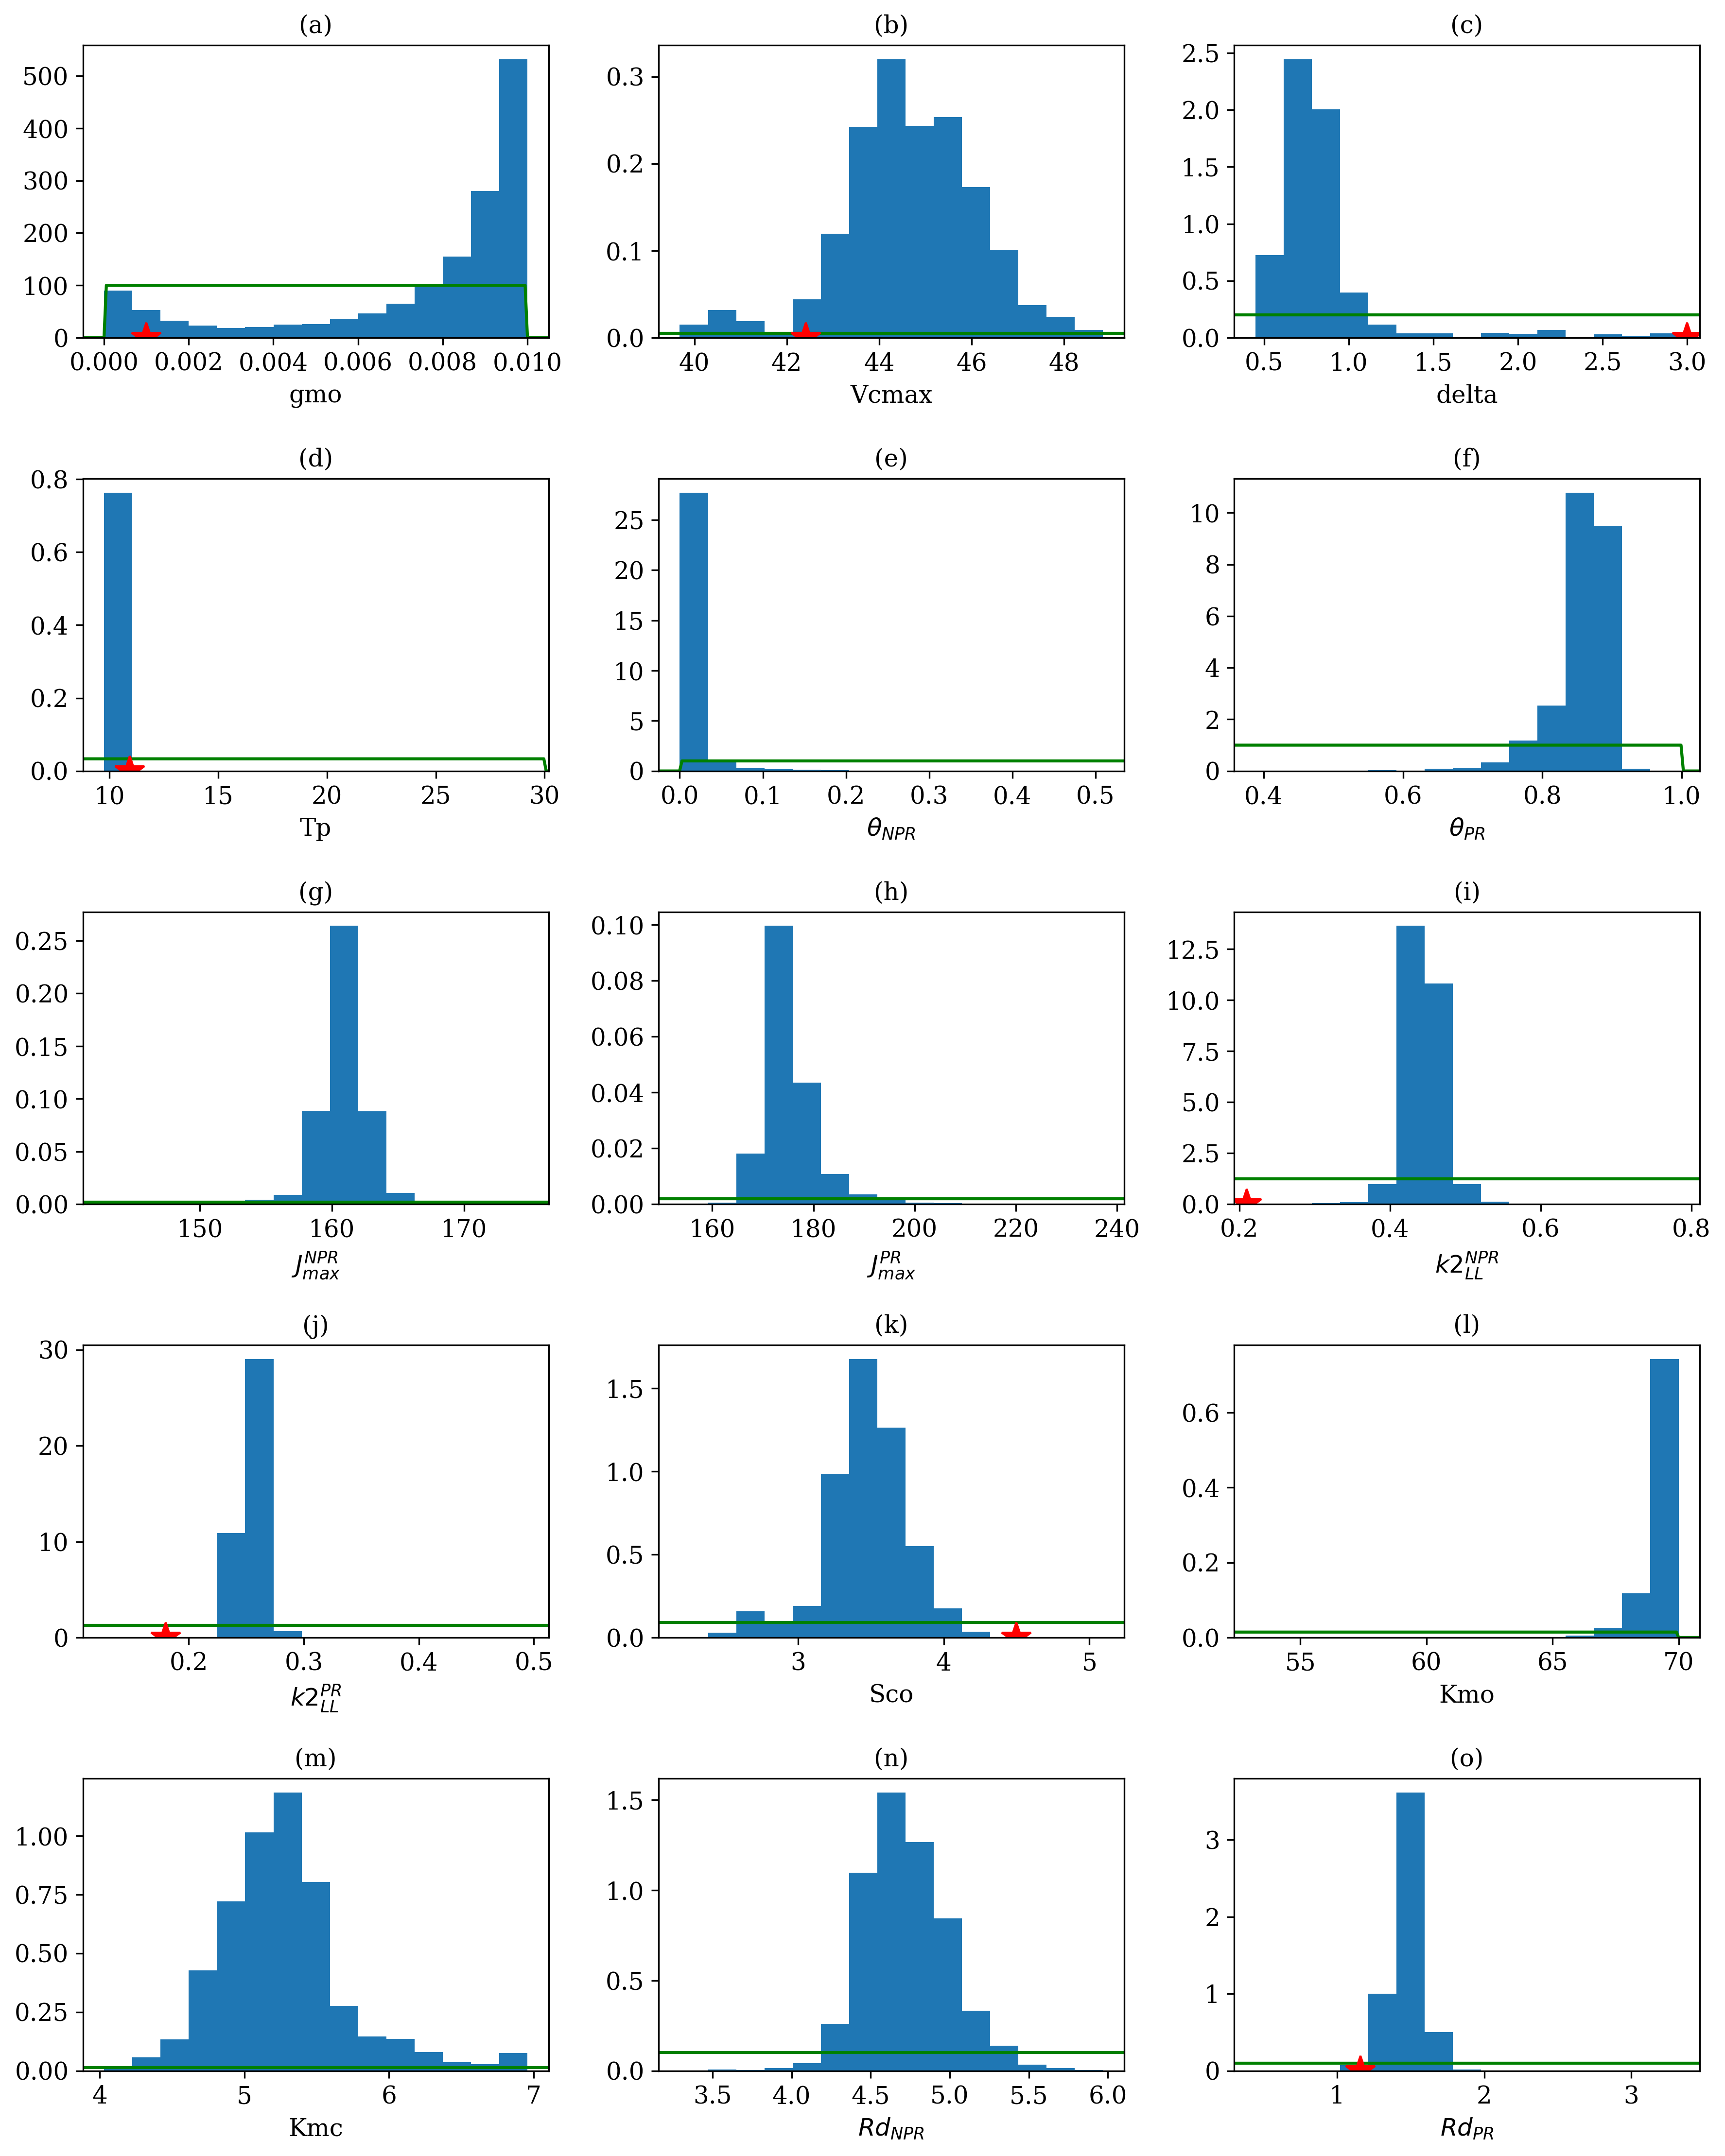 (a) (b) (c)
500 400 300 200 100 0
0.000 0.002 0.004 0.006 0.008 0.010
gmo
0.3 0.2 0.1 0.0
40 42 44 46 48
Vcmax
2.5 2.0 1.5 1.0 0.5 0.0
0.5 1.0 1.5 2.0 2.5 3.0
delta
(d) (e) (f)
0.8 0.6 0.4 0.2 0.0
10 15 20 25 30
Tp
25 20 15 10 5 0
0.0 0.1 0.2 0.3 0.4 0.5
θ_NPR
10 8 6 4 2 0
0.4 0.6 0.8 1.0
θ_PR
(g) (h) (i)
0.25 0.20 0.15 0.10 0.05 0.00
150 160 170
J_max^NPR
0.10 0.08 0.06 0.04 0.02 0.00
160 180 200 220 240
J_max^PR
12.5 10.0 7.5 5.0 2.5 0.0
0.2 0.4 0.6 0.8
k2_LL^NPR
(j) (k) (l)
30 20 10 0
0.2 0.3 0.4 0.5
k2_LL^PR
1.5 1.0 0.5 0.0
3 4 5
Sco
0.6 0.4 0.2 0.0
55 60 65 70
Kmo
(m) (n) (o)
1.00 0.75 0.50 0.25 0.00
4 5 6 7
Kmc
1.5 1.0 0.5 0.0
3.5 4.0 4.5 5.0 5.5 6.0
Rd_NPR
3 2 1 0
1 2 3
Rd_PR